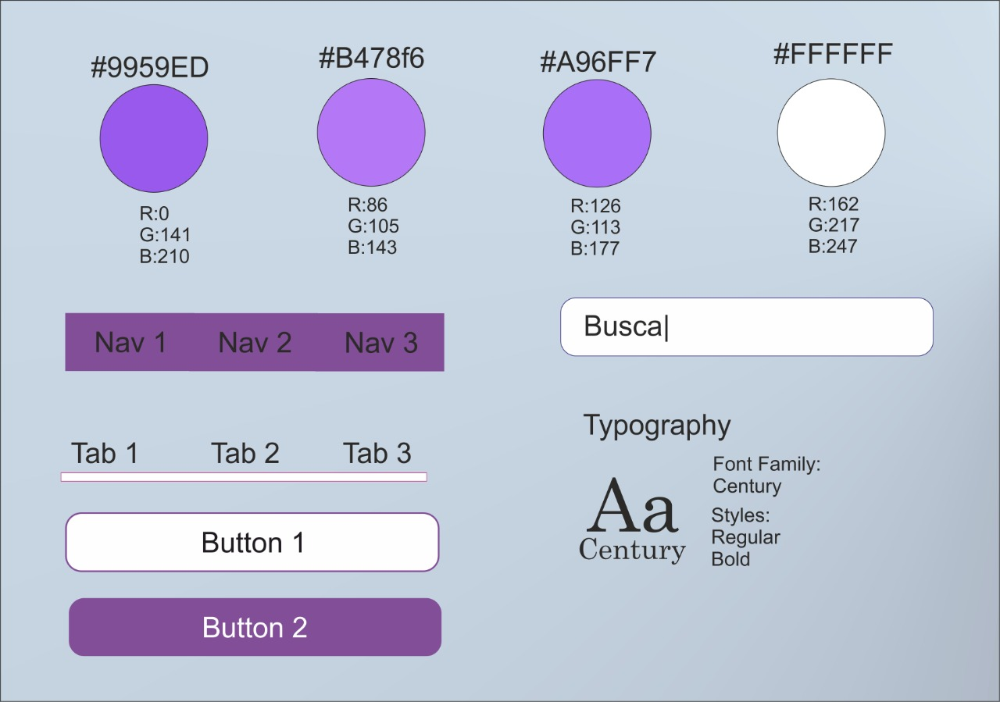 #9959ED
#B478f6
#A96FF7
#FFFFFF
R:0
G:141
B:210
R:86
G:105
B:143
R:126
G:113
B:177
R:162
G:217
B:247
Nav 1
Nav 2
Nav 3
Busca|
Tab 1
Tab 2
Tab 3
Button 1
Button 2
Typography
Aa
Century
Font Family:
Century
Styles:
Regular
Bold